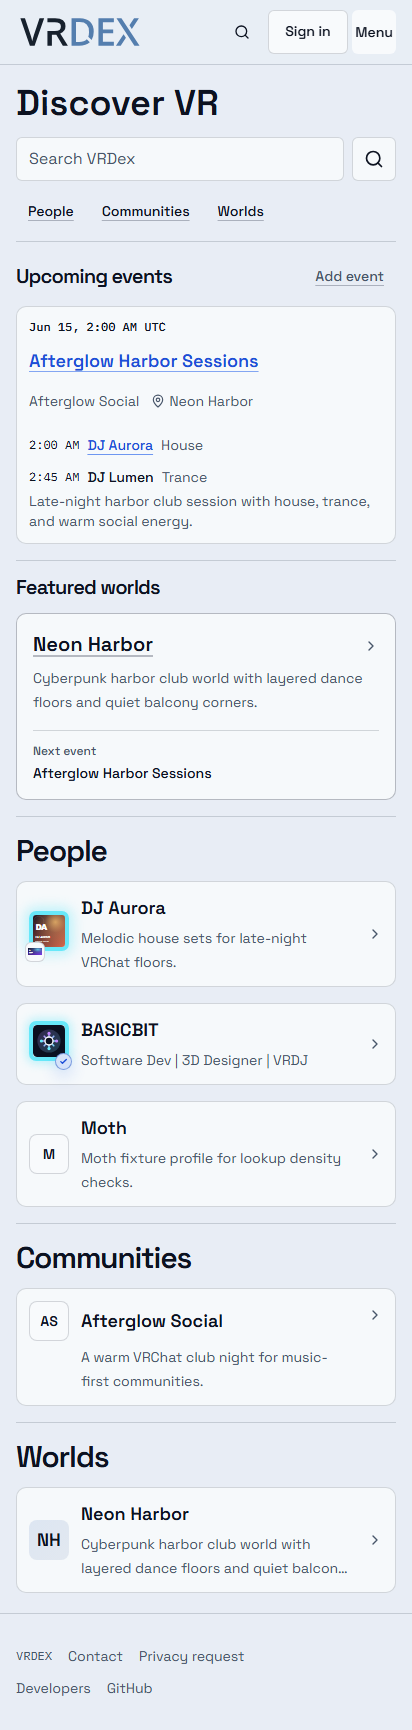 VRDEX
Sign in
Menu
Discover VR
Search VRDex
People Communities Worlds
Upcoming events
Add event
Jun 15, 2:00 AM UTC
Afterglow Harbor Sessions
Afterglow Social Neon Harbor
2:00 AM DJ Aurora House
2:45 AM DJ Lumen Trance
Late-night harbor club session with house, trance,
and warm social energy.
Featured worlds
Neon Harbor
Cyberpunk harbor club world with layered dance
floors and quiet balcony corners.
Next event
Afterglow Harbor Sessions
People
DA
DJ Aurora
Melodic house sets for late-night
VRChat floors.
BASICBIT
Software Dev | 3D Designer | VRDJ
M
Moth
Moth fixture profile for lookup density
checks.
Communities
AS
Afterglow Social
A warm VRChat club night for music-
first communities.
Worlds
NH
Neon Harbor
Cyberpunk harbor club world with
layered dance floors and quiet balcon...
VRDEX Contact Privacy request
Developers GitHub